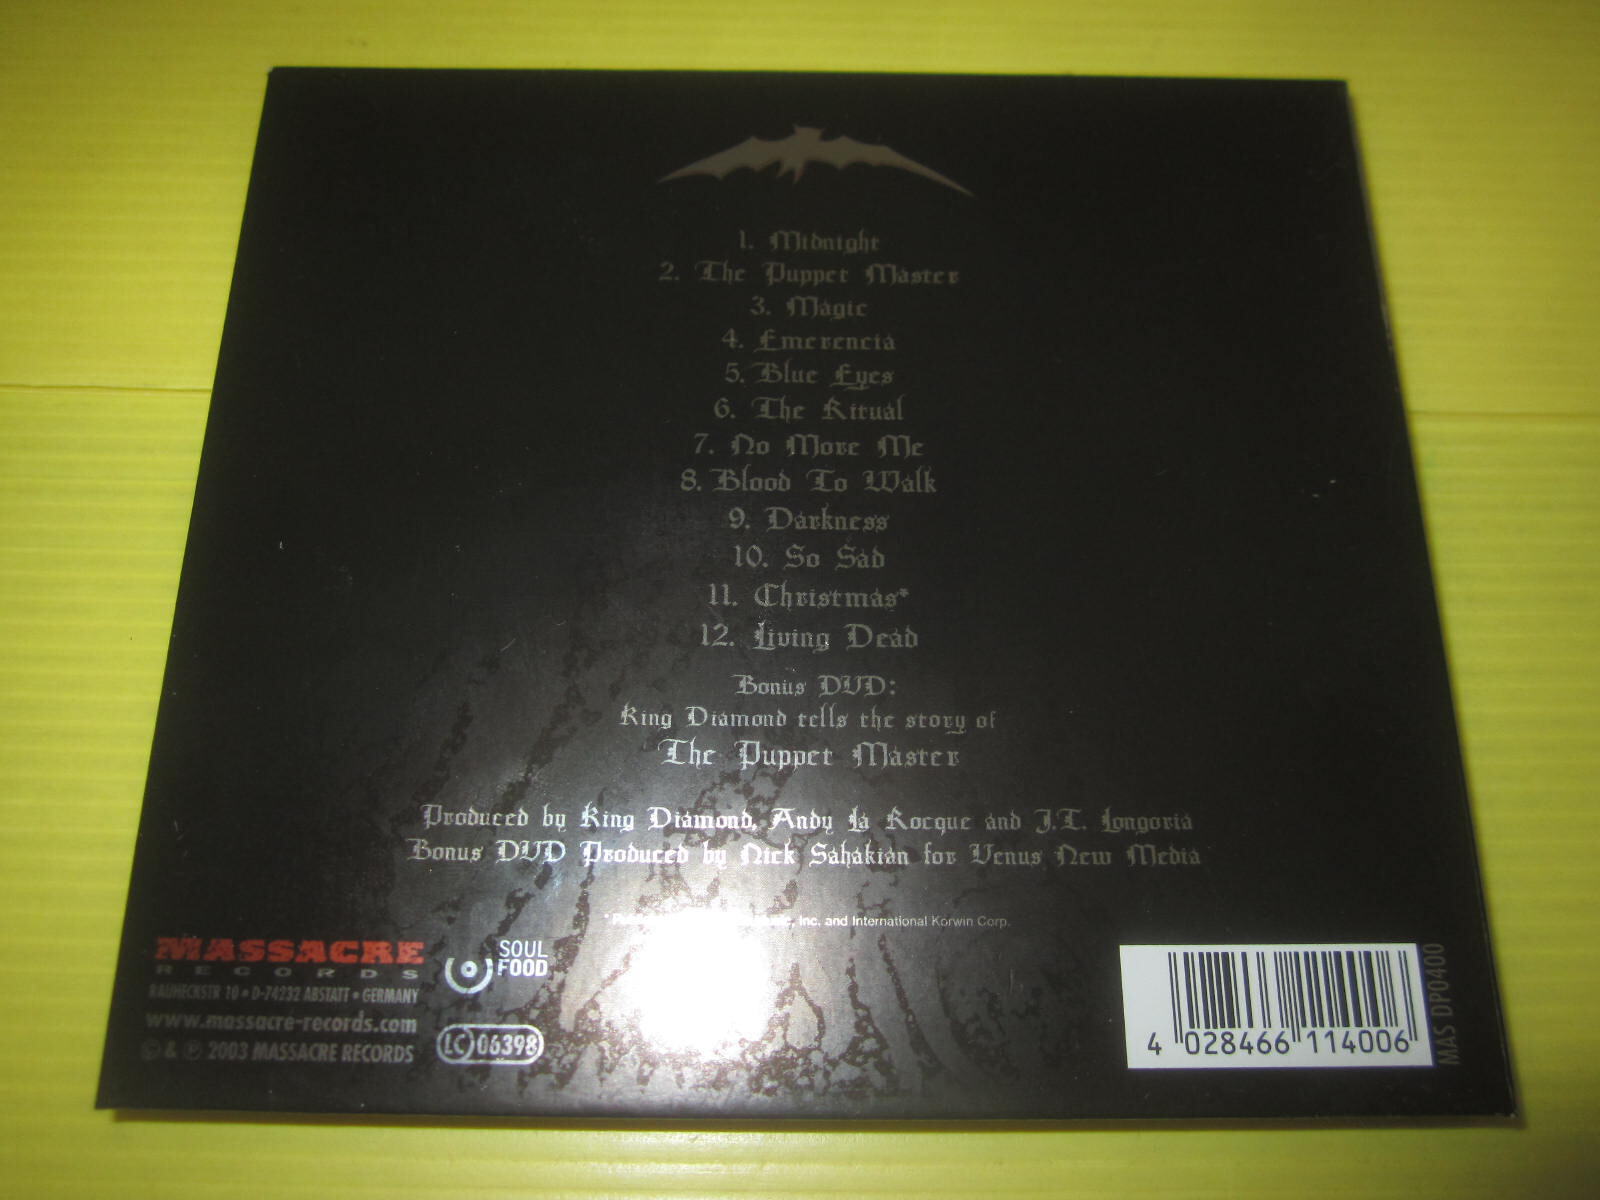 1. Midnight
2. The Puppet Master
3. Magic
4. Emerencia
5. Blue Eyes
6. The Ritual
7. No More Me
8. Blood To Walk
9. Darkness
10. So Sad
11. Christmas*
12. Living Dead
Bonus DVD:
King Diamond tells the story of
The Puppet Master
Produced by King Diamond, Andy La Rocque and J.T. Longoria
Bonus DVD Produced by Nick Sahakian for Venus New Media
* Inc. and International Korwin Corp.
MASSACRE
RECORDS
RAUHECKSTR 10 • D-74232 ABSTATT • GERMANY
www.massacre-records.com
© & ℗ 2003 MASSACRE RECORDS
SOUL
FOOD
LC 06398
4 028466 114006
MAS DP0400